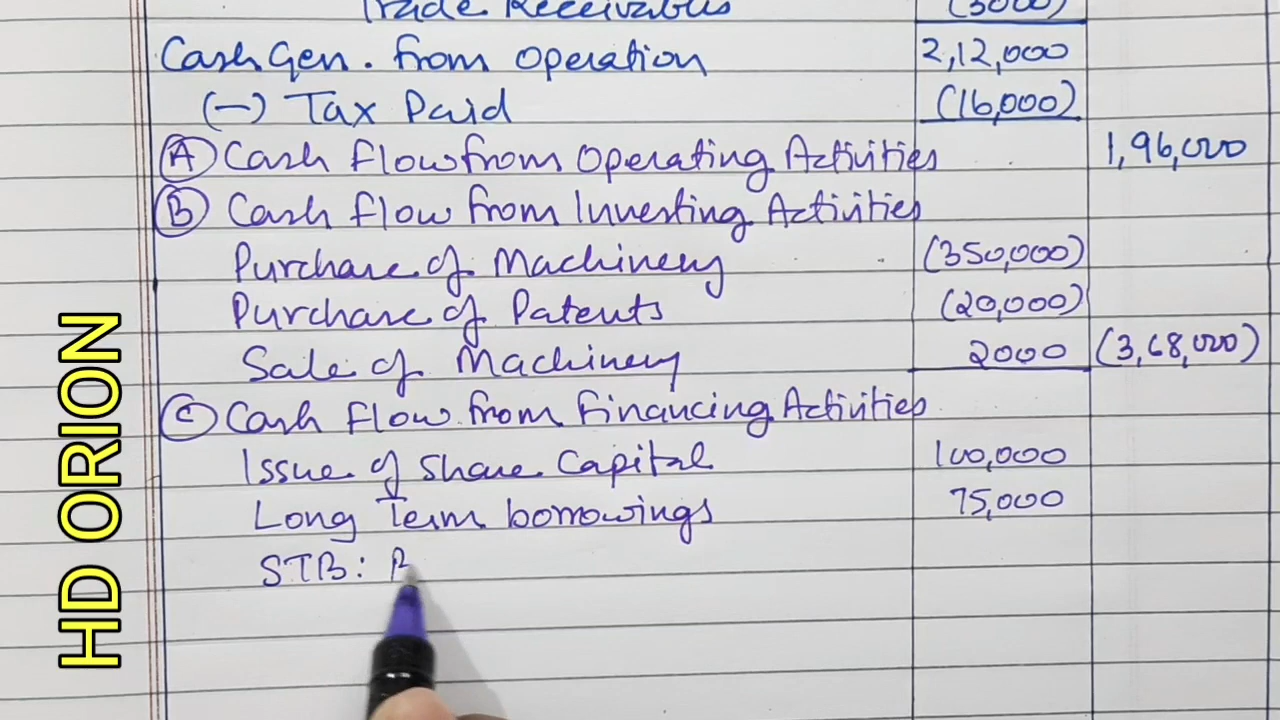 Trade Receivables (3000)
Cash Gen. from Operation 2,12,000
(-) Tax Paid (16,000)
(A) Cash flow from Operating Activities 1,96,000
(B) Cash flow from Investing Activities
Purchase of Machinery (350,000)
Purchase of Patents (20,000)
Sale of Machinery 2000 (3,68,000)
(C) Cash flow from Financing Activities
Issue of Share Capital 100,000
Long Term borrowings 75,000
STB:
HD ORION